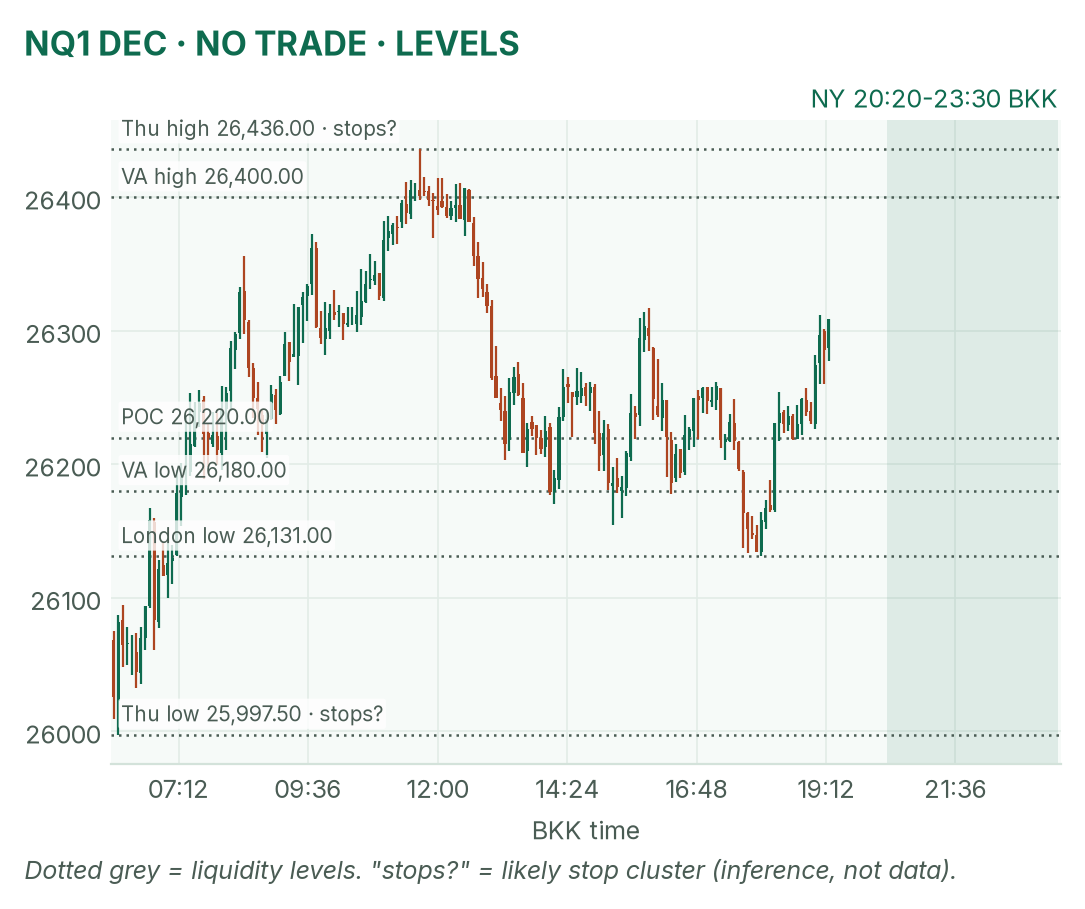 NQ1 DEC · NO TRADE · LEVELS
NY 20:20-23:30 BKK
Thu high 26,436.00 · stops?
VA high 26,400.00
26400
26300
POC 26,220.00
26200
VA low 26,180.00
London low 26,131.00
26100
Thu low 25,997.50 · stops?
26000
07:12 09:36 12:00 14:24 16:48 19:12 21:36
BKK time
Dotted grey = liquidity levels. "stops?" = likely stop cluster (inference, not data).